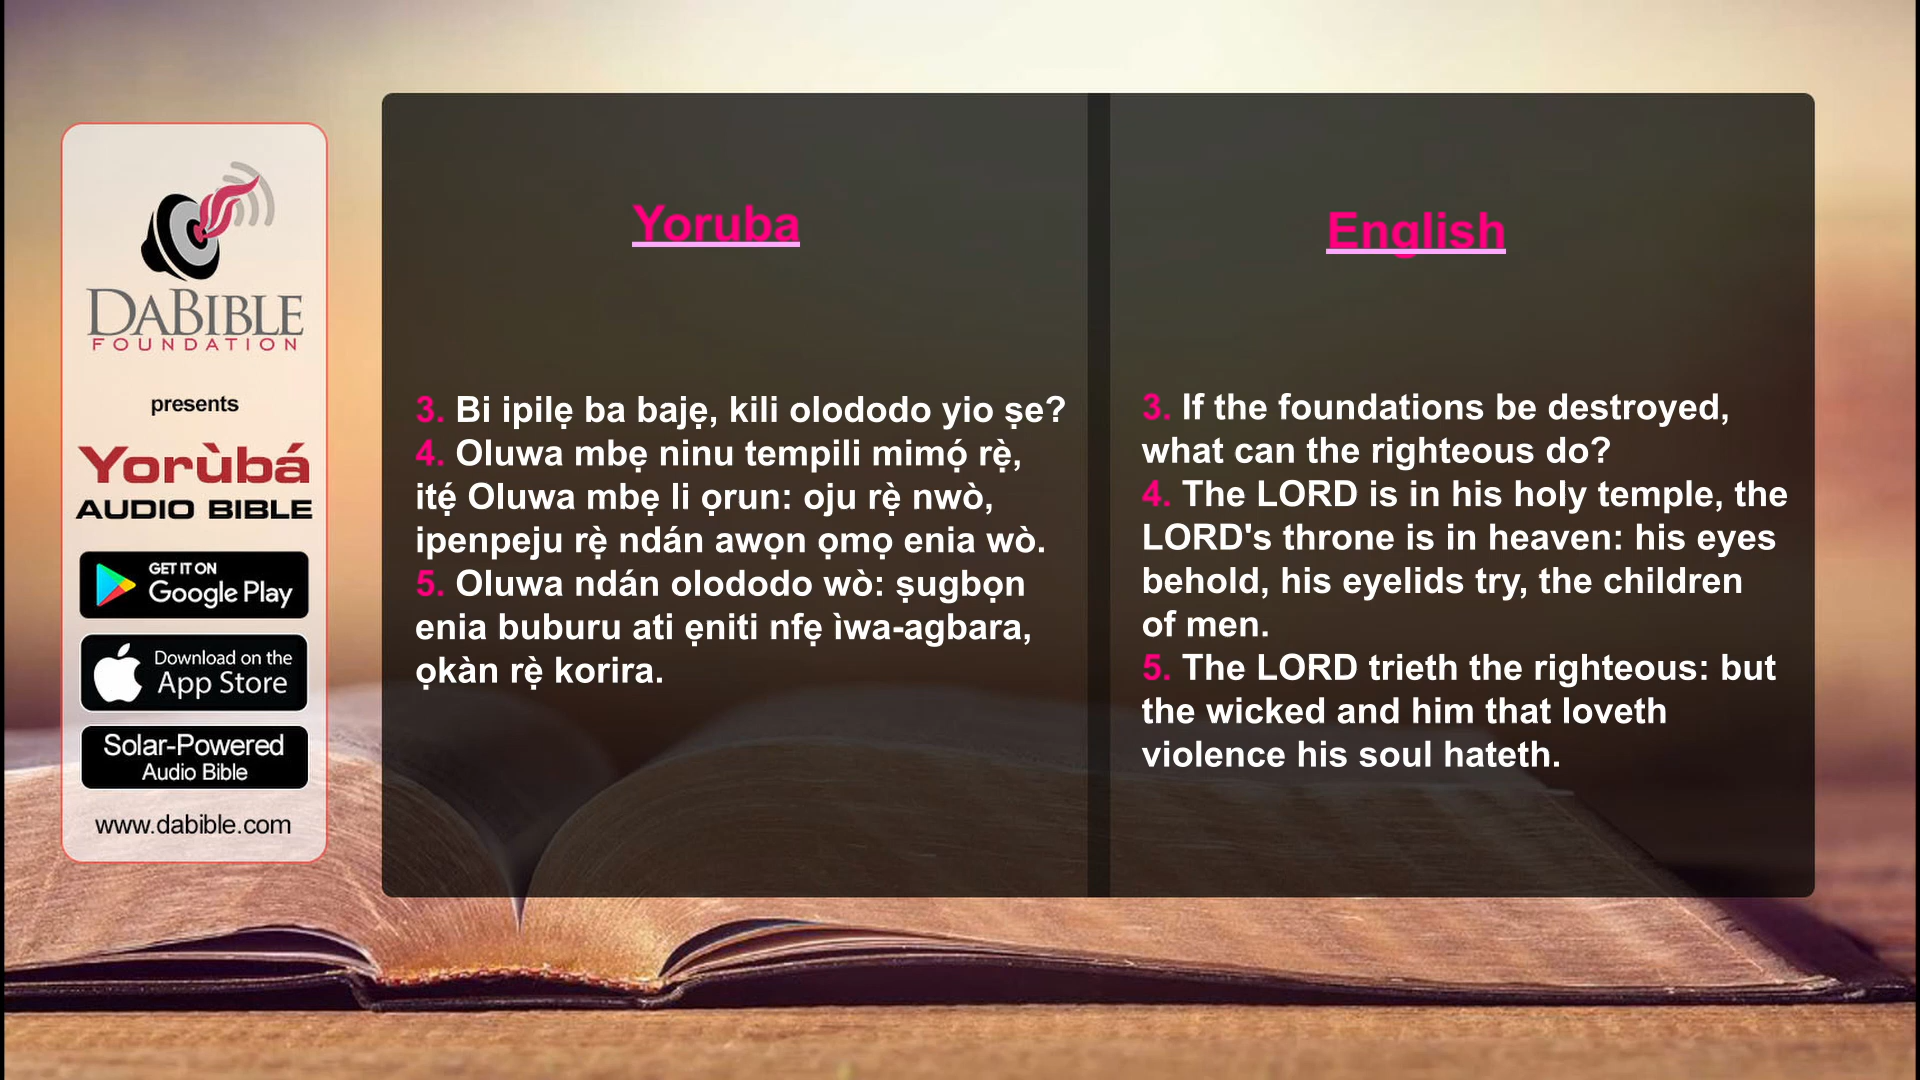 DABIBLE
FOUNDATION
presents
Yorùbá
AUDIO BIBLE
GET IT ON
Google Play
Download on the
App Store
Solar-Powered
Audio Bible
www.dabible.com
Yoruba
3. Bi ipilẹ ba bajẹ, kili olododo yio ṣe?
4. Oluwa mbẹ ninu tempili mimọ́ rẹ̀,
itẹ́ Oluwa mbẹ li ọrun: oju rẹ̀ nwò,
ipenpeju rẹ̀ ndán awọn ọmọ enia wò.
5. Oluwa ndán olododo wò: ṣugbọn
enia buburu ati ẹniti nfẹ ìwa-agbara,
ọkàn rẹ̀ korira.
English
3. If the foundations be destroyed,
what can the righteous do?
4. The LORD is in his holy temple, the
LORD's throne is in heaven: his eyes
behold, his eyelids try, the children
of men.
5. The LORD trieth the righteous: but
the wicked and him that loveth
violence his soul hateth.